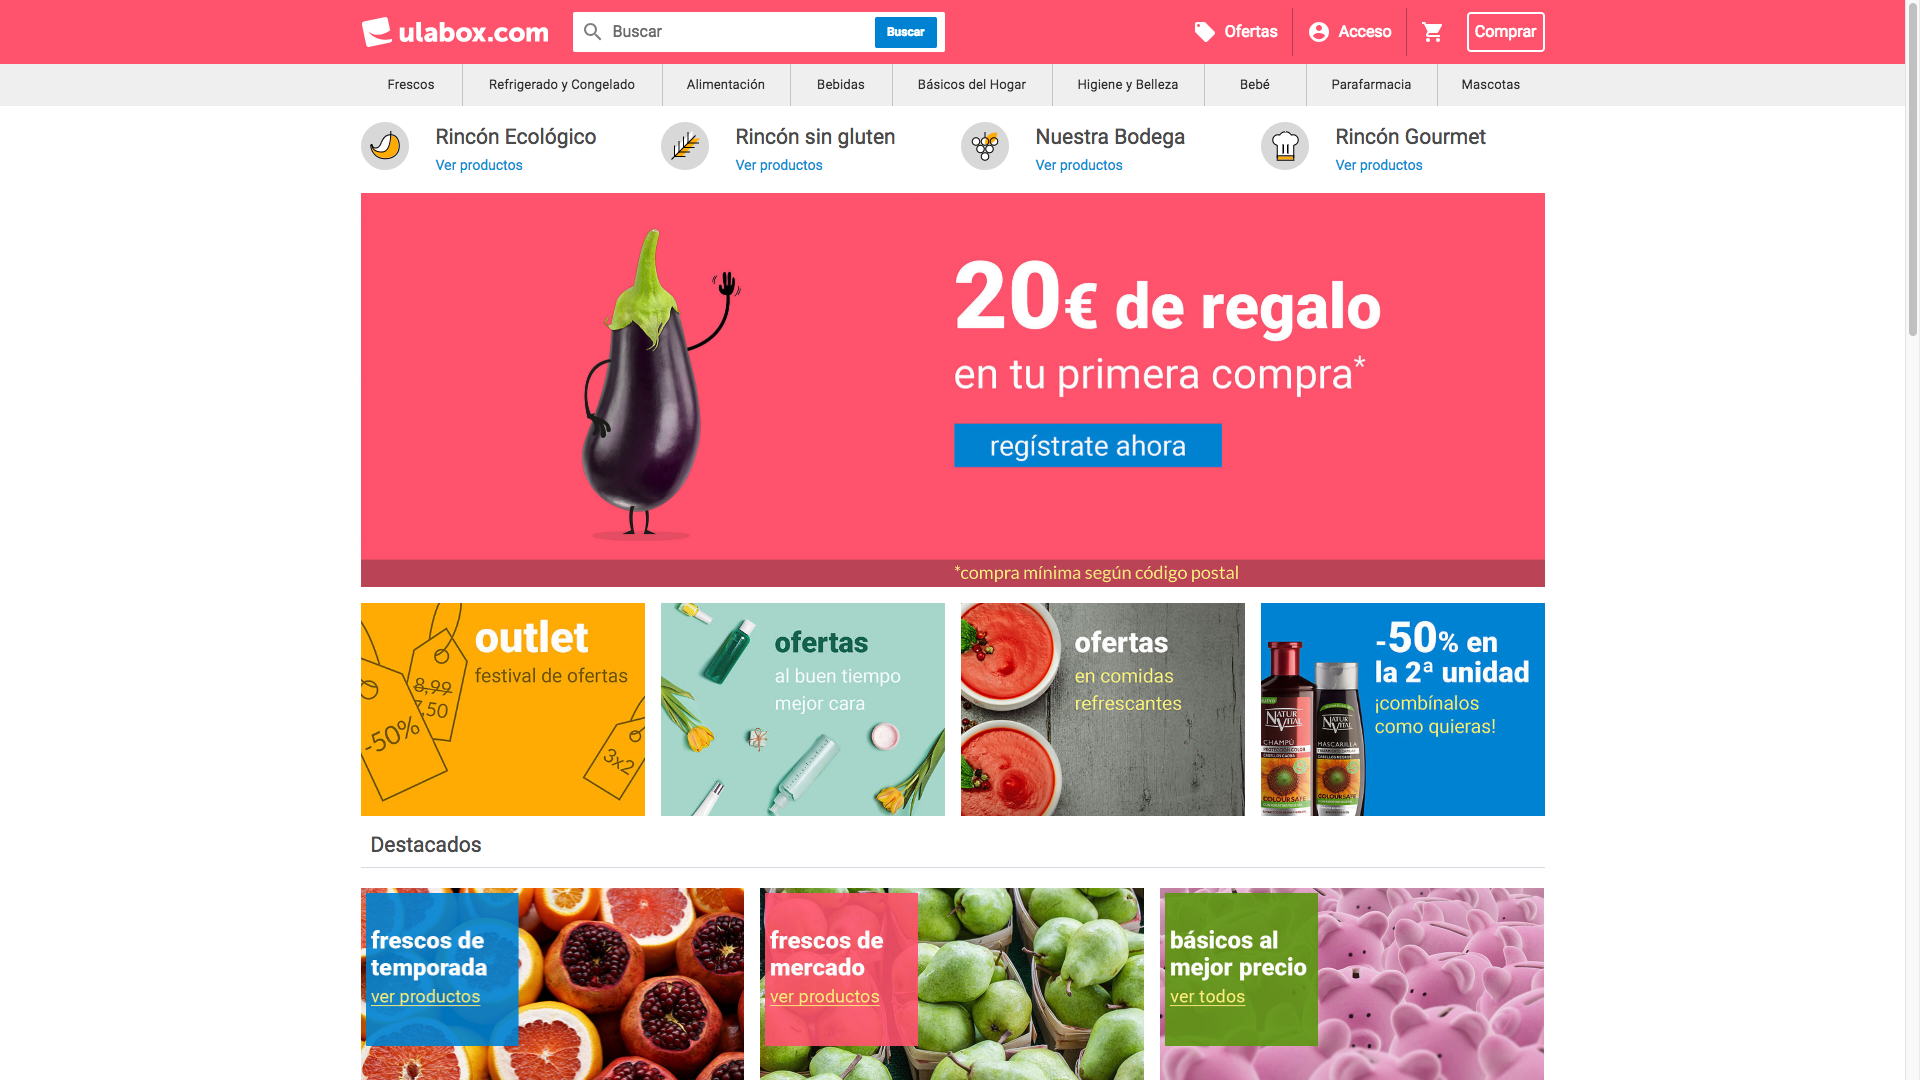 ulabox.com
Buscar
Buscar
Ofertas
Acceso
Comprar
Frescos
Refrigerado y Congelado
Alimentación
Bebidas
Básicos del Hogar
Higiene y Belleza
Bebé
Parafarmacia
Mascotas
Rincón Ecológico
Ver productos
Rincón sin gluten
Ver productos
Nuestra Bodega
Ver productos
Rincón Gourmet
Ver productos
20€ de regalo
en tu primera compra*
regístrate ahora
*compra mínima según código postal
outlet
festival de ofertas
8,99
7,50
-50%
3x2
ofertas
al buen tiempo
mejor cara
ofertas
en comidas
refrescantes
-50% en
la 2ª unidad
¡combínalos
como quieras!
NATUR
VITAL
CHAMPÚ
PROTECCIÓN COLOR
COLOURSAFE
NATUR
VITAL
MASCARILLA
COLOURSAFE
Destacados
frescos de
temporada
ver productos
frescos de
mercado
ver productos
básicos al
mejor precio
ver todos